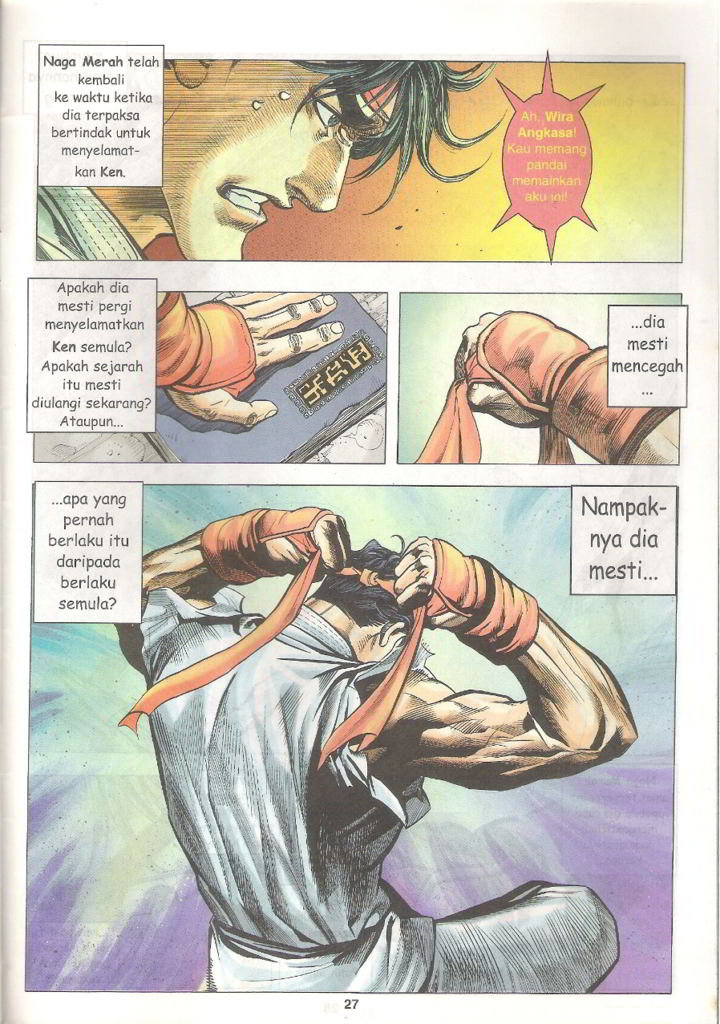 Naga Merah telah
kembali
ke waktu ketika
dia terpaksa
bertindak untuk
menyelamat-
kan Ken.
Ah, Wira
Angkasa!
Kau memang
pandai
memainkan
aku ini!
Apakah dia
mesti pergi
menyelamatkan
Ken semula?
Apakah sejarah
itu mesti
diulangi sekarang?
Ataupun...
...dia
mesti
mencegah
...
...apa yang
pernah
berlaku itu
daripada
berlaku
semula?
Nampak-
nya dia
mesti...
27